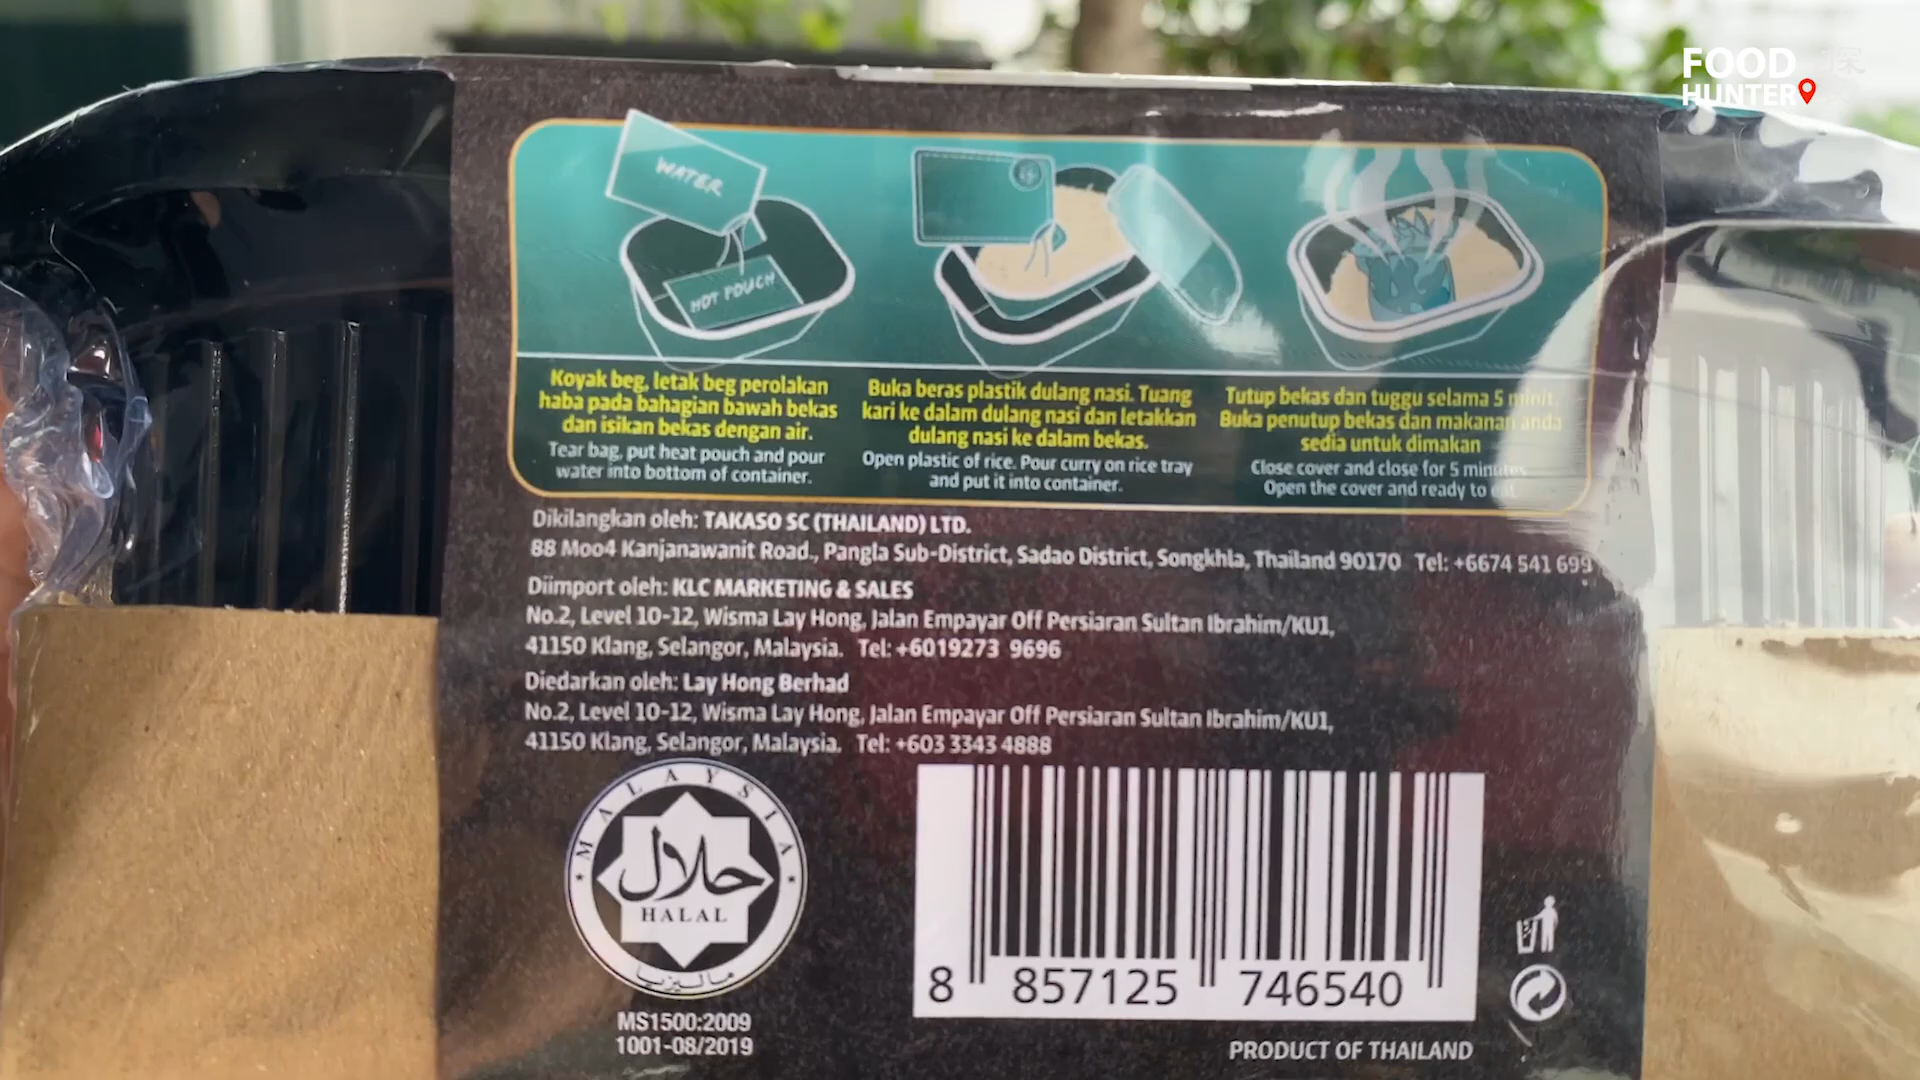 FOOD
HUNTER
WATER
HOT POUCH
Koyak beg, letak beg perolakan
haba pada bahagian bawah bekas
dan isikan bekas dengan air.
Tear bag, put heat pouch and pour
water into bottom of container.
Buka beras plastik dulang nasi. Tuang
kari ke dalam dulang nasi dan letakkan
dulang nasi ke dalam bekas.
Open plastic of rice. Pour curry on rice tray
and put it into container.
Tutup bekas dan tuggu selama 5 minit.
Buka penutup bekas dan makanan anda
sedia untuk dimakan
Close cover and close for 5 minutes
Open the cover and ready to eat
Dikilangkan oleh: TAKASO SC (THAILAND) LTD.
88 Moo4 Kanjanawanit Road., Pangla Sub-District, Sadao District, Songkhla, Thailand 90170 Tel: +6674 541 699
Diimport oleh: KLC MARKETING & SALES
No.2, Level 10-12, Wisma Lay Hong, Jalan Empayar Off Persiaran Sultan Ibrahim/KU1,
41150 Klang, Selangor, Malaysia. Tel: +6019273 9696
Diedarkan oleh: Lay Hong Berhad
No.2, Level 10-12, Wisma Lay Hong, Jalan Empayar Off Persiaran Sultan Ibrahim/KU1,
41150 Klang, Selangor, Malaysia. Tel: +603 3343 4888
MALAYSIA
حلال
HALAL
مليسيا
MS1500:2009
1001-08/2019
8 857125 746540
PRODUCT OF THAILAND